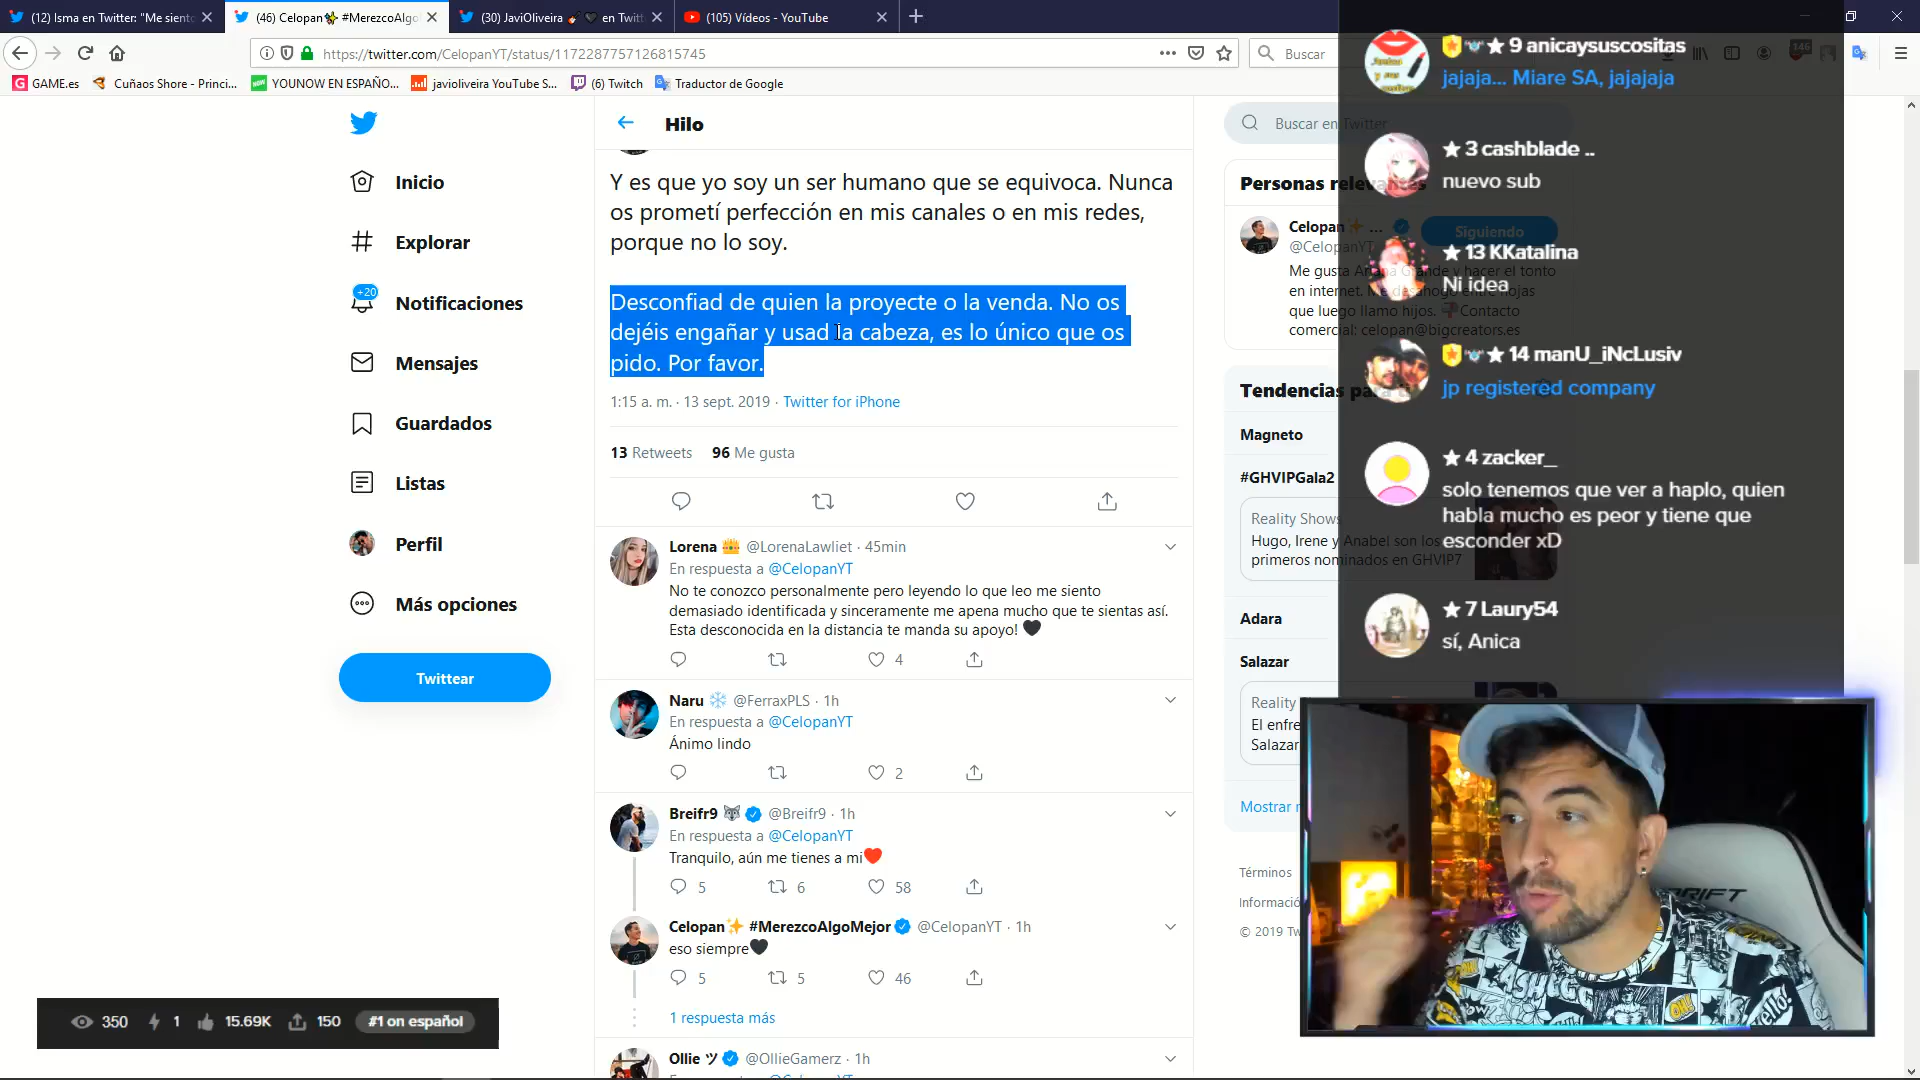 (12) Isma en Twitter: "Me siento
(46) Celopan✨ #MerezcoAlgo
(30) JaviOliveira 🎸🖤 en Twitt
(105) Vídeos - YouTube
https://twitter.com/CelopanYT/status/1172287757126815745
Buscar
146
GAME.es
Cuñaos Shore - Princi...
YOUNOW EN ESPAÑO...
javioliveira YouTube S...
(6) Twitch
Traductor de Google
Inicio
Explorar
+20
Notificaciones
Mensajes
Guardados
Listas
Perfil
Más opciones
Twittear
Hilo
Y es que yo soy un ser humano que se equivoca. Nunca
os prometí perfección en mis canales o en mis redes,
porque no lo soy.
Desconfiad de quien la proyecte o la venda. No os
dejéis engañar y usad la cabeza, es lo único que os
pido. Por favor.
1:15 a. m. · 13 sept. 2019 · Twitter for iPhone
13 Retweets 96 Me gusta
Lorena 👑 @LorenaLawliet · 45min
En respuesta a @CelopanYT
No te conozco personalmente pero leyendo lo que leo me siento
demasiado identificada y sinceramente me apena mucho que te sientas así.
Esta desconocida en la distancia te manda su apoyo! 🖤
4
Naru ❄️ @FerraxPLS · 1h
En respuesta a @CelopanYT
Ánimo lindo
2
Breifr9 🐺 @Breifr9 · 1h
En respuesta a @CelopanYT
Tranquilo, aún me tienes a mi❤️
5 6 58
Celopan✨ #MerezcoAlgoMejor @CelopanYT · 1h
eso siempre🖤
5 5 46
1 respuesta más
Ollie ツ @OllieGamerz · 1h
Buscar en Twitter
Personas relevantes
Celopan✨ ...
@CelopanYT
Siguiendo
Me gusta Ariana Grande y hacer el tonto
en internet. Me desahogo entre hojas
que luego llamo hijos. 📮Contacto
comercial: celopan@bigcreators.es
Tendencias para ti
Magneto
#GHVIPGala2
Reality Shows
Hugo, Irene y Anabel son los
primeros nominados en GHVIP7
Adara
Salazar
Reality
El enfre
Salazar
Mostrar
Términos
Informació
© 2019 Tw
★ 9 anicaysuscositas
jajaja... Miare SA, jajajaja
★ 3 cashblade ..
nuevo sub
★ 13 KKatalina
Ni idea
★ 14 manU_iNcLusiv
jp registered company
★ 4 zacker_
solo tenemos que ver a haplo, quien
habla mucho es peor y tiene que
esconder xD
★ 7 Laury54
sí, Anica
350 1 15.69K 150 #1 on español
DRIFT